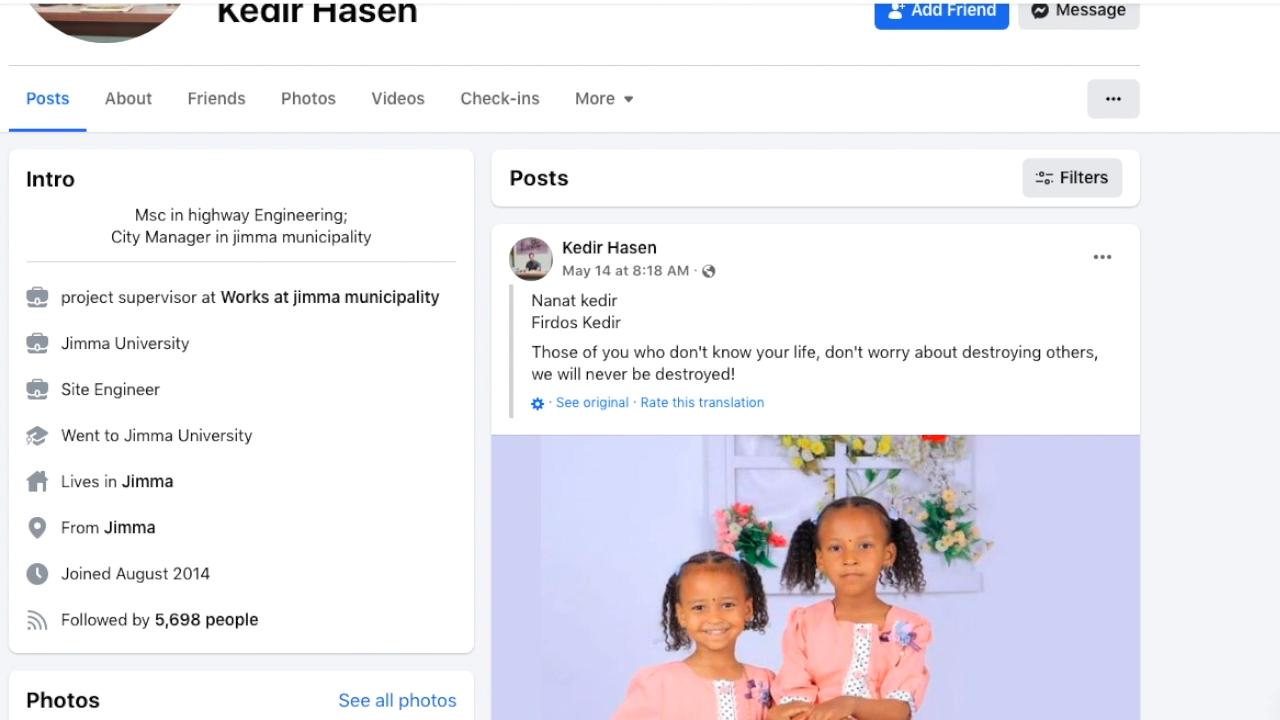 Kedir Hasen
Add Friend
Message
Posts
About
Friends
Photos
Videos
Check-ins
More
Intro
Msc in highway Engineering;
City Manager in jimma municipality
project supervisor at Works at jimma municipality
Jimma University
Site Engineer
Went to Jimma University
Lives in Jimma
From Jimma
Joined August 2014
Followed by 5,698 people
Photos
See all photos
Posts
Filters
Kedir Hasen
May 14 at 8:18 AM ·
Nanat kedir
Firdos Kedir
Those of you who don't know your life, don't worry about destroying others,
we will never be destroyed!
· See original · Rate this translation